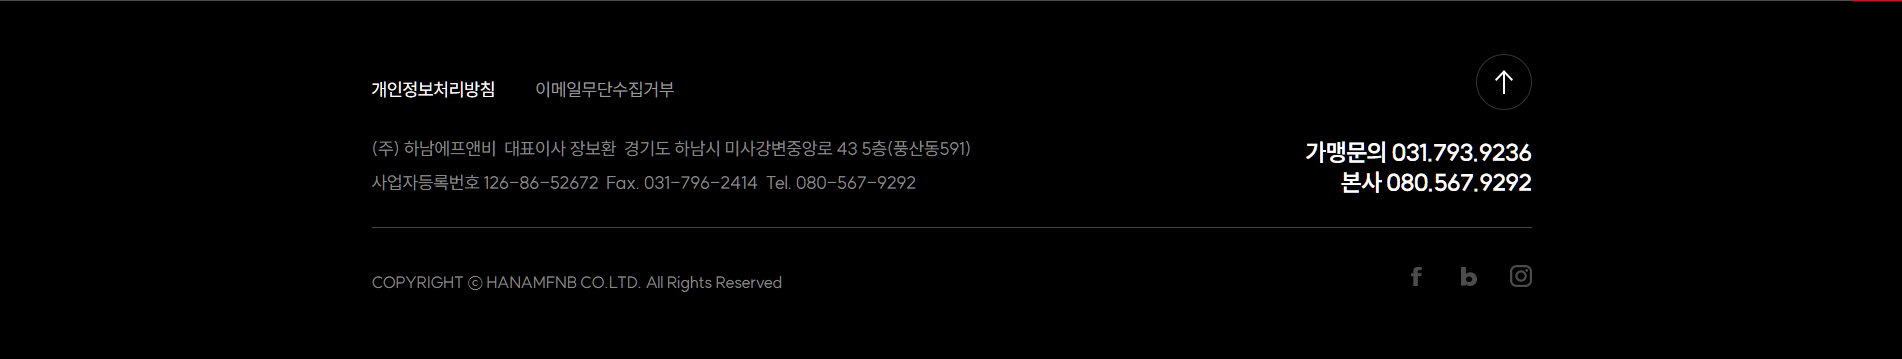 개인정보처리방침 이메일무단수집거부
(주) 하남에프앤비 대표이사 장보환 경기도 하남시 미사강변중앙로 43 5층(풍산동591)
사업자등록번호 126-86-52672 Fax. 031-796-2414 Tel. 080-567-9292
가맹문의 031.793.9236
본사 080.567.9292
COPYRIGHT ⓒ HANAMFNB CO.LTD. All Rights Reserved